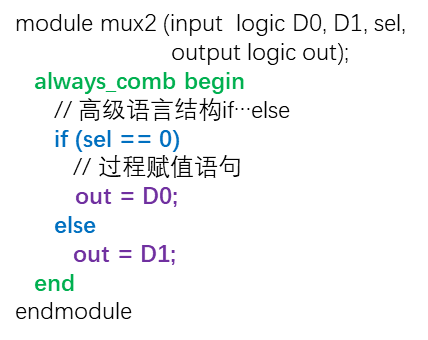 module mux2 (input  logic D0, D1, sel,
output logic out);
always_comb begin
// 高级语言结构if…else
if (sel == 0)
// 过程赋值语句
out = D0;
else
out = D1;
end
endmodule